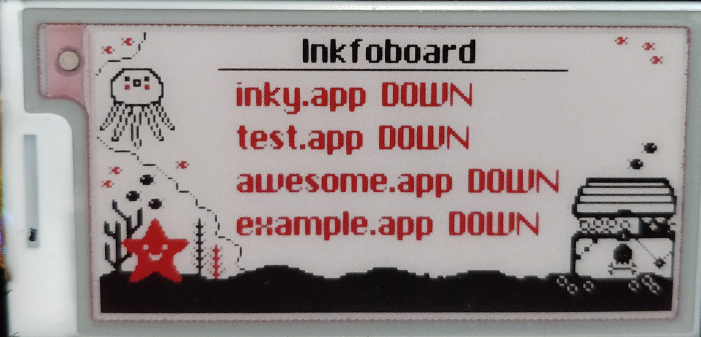 Inkfoboard
inky.app DOWN
test.app DOWN
awesome.app DOWN
example.app DOWN